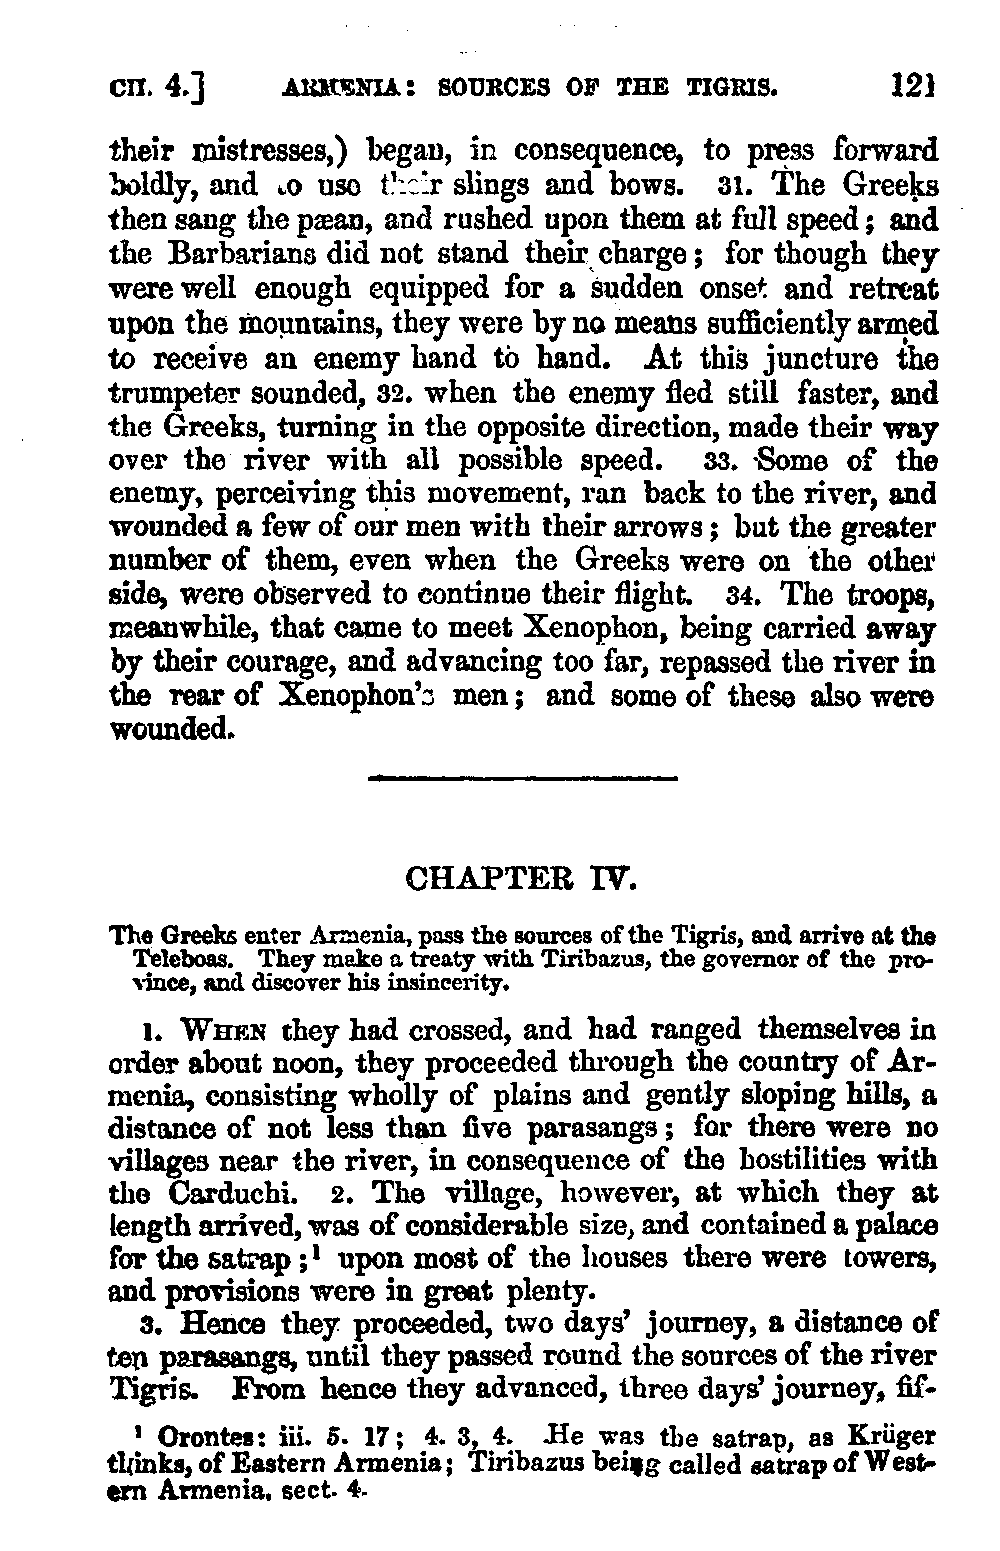 CH. 4.] ARMENIA: SOURCES OF THE TIGRIS. 121
their mistresses,) began, in consequence, to press forward
boldly, and to use their slings and bows. 31. The Greeks
then sang the pæan, and rushed upon them at full speed; and
the Barbarians did not stand their charge; for though they
were well enough equipped for a sudden onset and retreat
upon the mountains, they were by no means sufficiently armed
to receive an enemy hand to hand. At this juncture the
trumpeter sounded, 32. when the enemy fled still faster, and
the Greeks, turning in the opposite direction, made their way
over the river with all possible speed. 33. Some of the
enemy, perceiving this movement, ran back to the river, and
wounded a few of our men with their arrows; but the greater
number of them, even when the Greeks were on the other
side, were observed to continue their flight. 34. The troops,
meanwhile, that came to meet Xenophon, being carried away
by their courage, and advancing too far, repassed the river in
the rear of Xenophon's men; and some of these also were
wounded.
CHAPTER IV.
The Greeks enter Armenia, pass the sources of the Tigris, and arrive at the
Teleboas. They make a treaty with Tiribazus, the governor of the pro-
vince, and discover his insincerity.
1. WHEN they had crossed, and had ranged themselves in
order about noon, they proceeded through the country of Ar-
menia, consisting wholly of plains and gently sloping hills, a
distance of not less than five parasangs; for there were no
villages near the river, in consequence of the hostilities with
the Carduchi. 2. The village, however, at which they at
length arrived, was of considerable size, and contained a palace
for the satrap;¹ upon most of the houses there were towers,
and provisions were in great plenty.
3. Hence they proceeded, two days' journey, a distance of
ten parasangs, until they passed round the sources of the river
Tigris. From hence they advanced, three days' journey, fif-
¹ Orontes: iii. 5. 17; 4. 3, 4. He was the satrap, as Krüger
thinks, of Eastern Armenia; Tiribazus being called satrap of West-
ern Armenia, sect. 4.